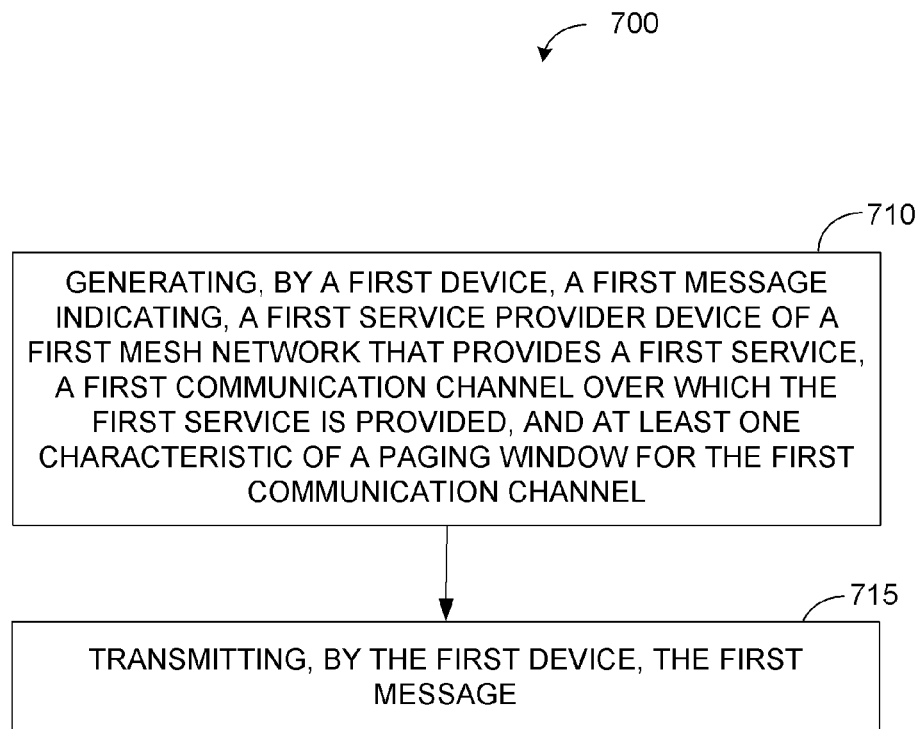 700
710
GENERATING, BY A FIRST DEVICE, A FIRST MESSAGE
INDICATING, A FIRST SERVICE PROVIDER DEVICE OF A
FIRST MESH NETWORK THAT PROVIDES A FIRST SERVICE,
A FIRST COMMUNICATION CHANNEL OVER WHICH THE
FIRST SERVICE IS PROVIDED, AND AT LEAST ONE
CHARACTERISTIC OF A PAGING WINDOW FOR THE FIRST
COMMUNICATION CHANNEL
715
TRANSMITTING, BY THE FIRST DEVICE, THE FIRST
MESSAGE